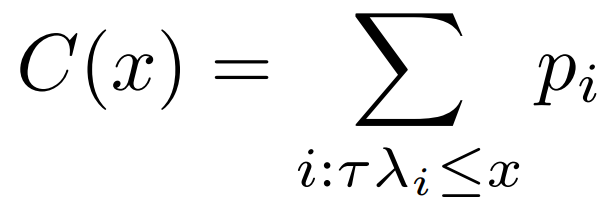 C(x) = ∑ p_i
i:τλ_i≤x